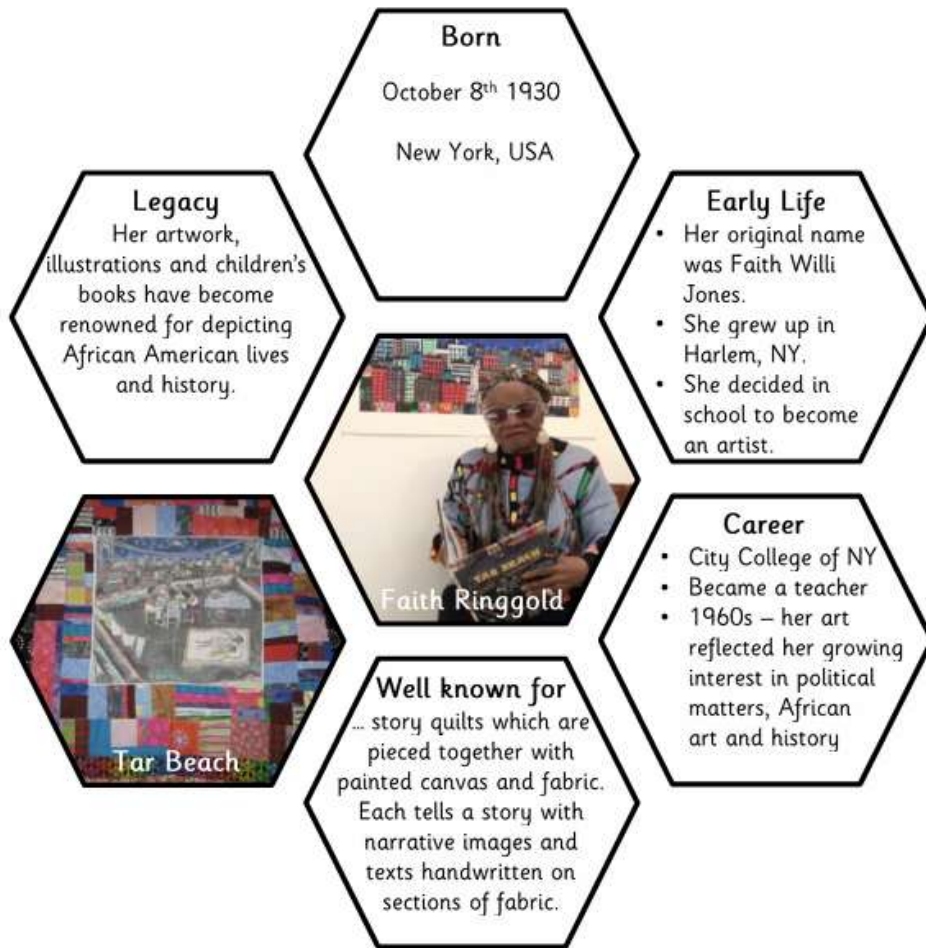 Born
October 8th 1930
New York, USA
Legacy
Her artwork,
illustrations and children's
books have become
renowned for depicting
African American lives
and history.
Early Life
• Her original name
was Faith Willi
Jones.
• She grew up in
Harlem, NY.
• She decided in
school to become
an artist.
TAR BEACH
Faith Ringgold
Tar Beach
Career
• City College of NY
• Became a teacher
• 1960s – her art
reflected her growing
interest in political
matters, African
art and history
Well known for
... story quilts which are
pieced together with
painted canvas and fabric.
Each tells a story with
narrative images and
texts handwritten on
sections of fabric.